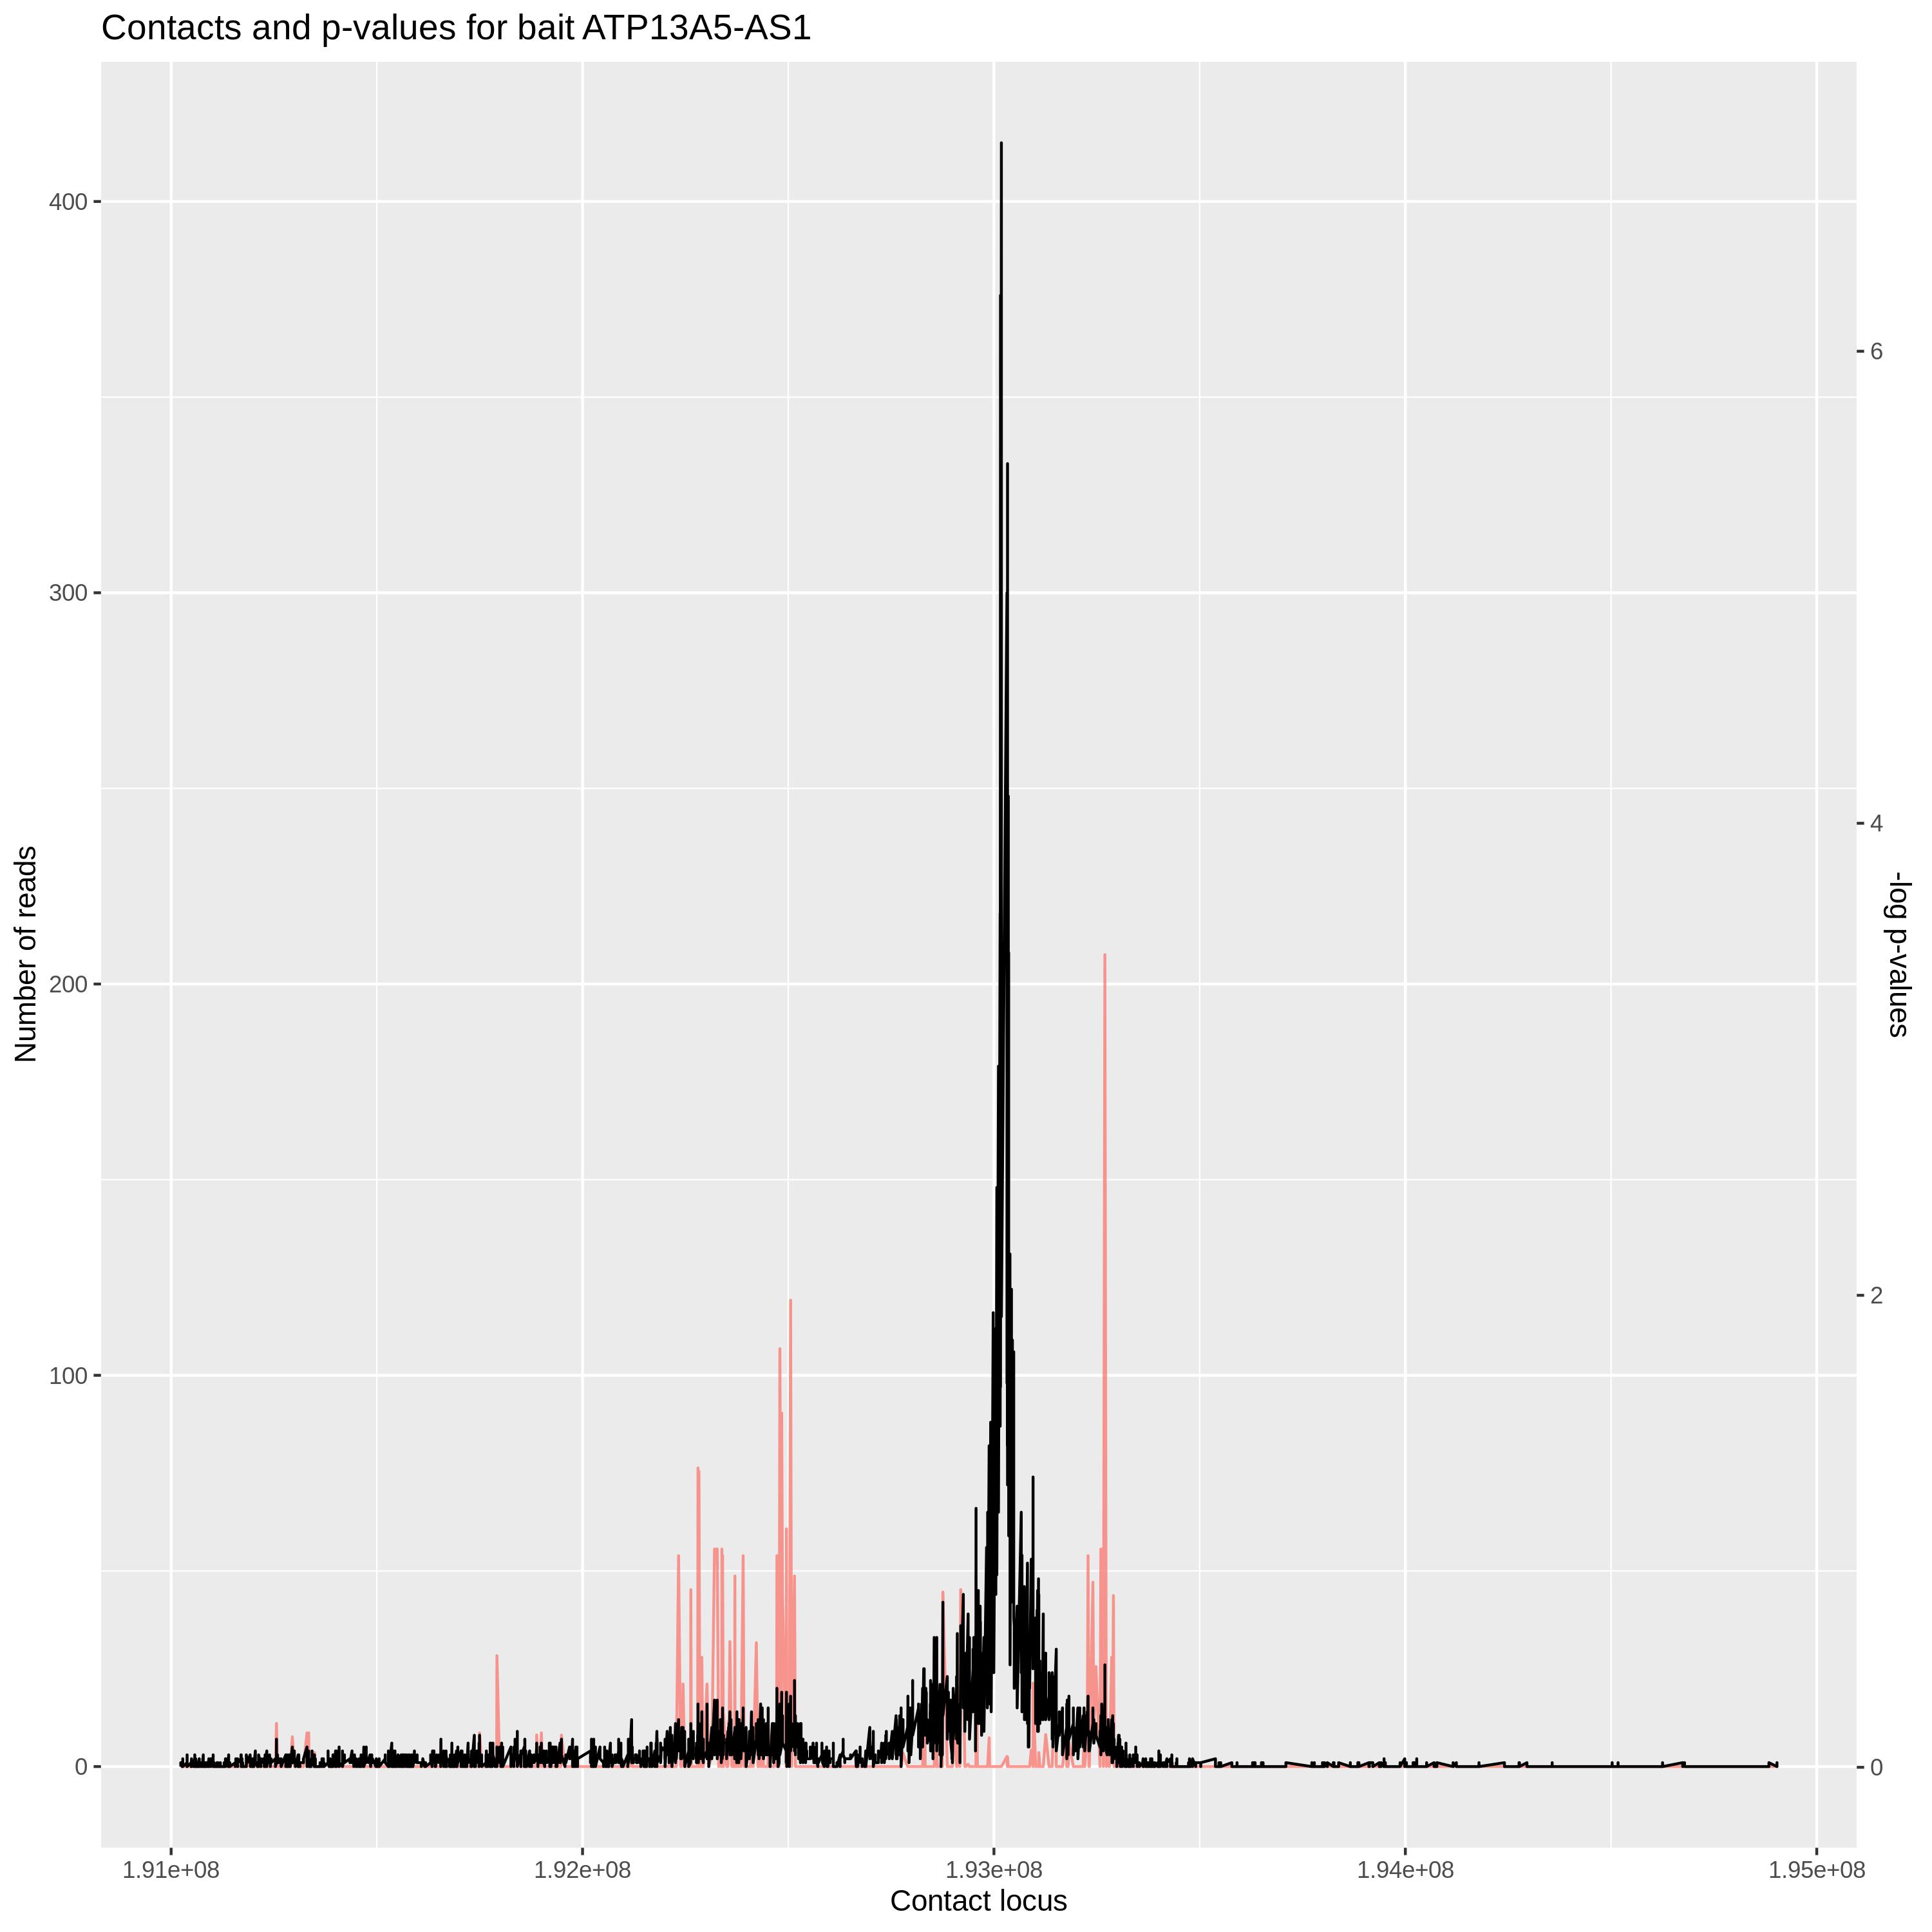 Contacts and p-values for bait ATP13A5-AS1
400
300
200
100
0
Number of reads
6
4
2
0
-log p-values
1.91e+08
1.92e+08
1.93e+08
1.94e+08
1.95e+08
Contact locus